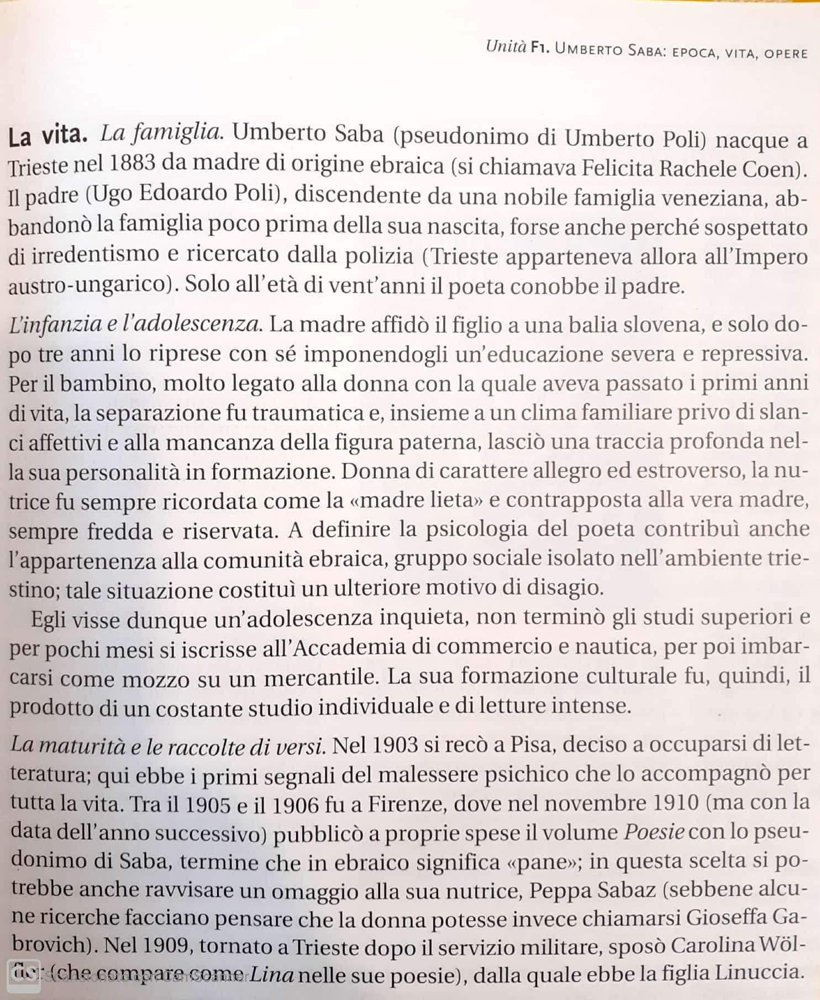 Unità F1. UMBERTO SABA: EPOCA, VITA, OPERE
La vita. La famiglia. Umberto Saba (pseudonimo di Umberto Poli) nacque a
Trieste nel 1883 da madre di origine ebraica (si chiamava Felicita Rachele Coen).
Il padre (Ugo Edoardo Poli), discendente da una nobile famiglia veneziana, ab-
bandonò la famiglia poco prima della sua nascita, forse anche perché sospettato
di irredentismo e ricercato dalla polizia (Trieste apparteneva allora all'Impero
austro-ungarico). Solo all'età di vent'anni il poeta conobbe il padre.
L'infanzia e l'adolescenza. La madre affidò il figlio a una balia slovena, e solo do-
po tre anni lo riprese con sé imponendogli un'educazione severa e repressiva.
Per il bambino, molto legato alla donna con la quale aveva passato i primi anni
di vita, la separazione fu traumatica e, insieme a un clima familiare privo di slan-
ci affettivi e alla mancanza della figura paterna, lasciò una traccia profonda nel-
la sua personalità in formazione. Donna di carattere allegro ed estroverso, la nu-
trice fu sempre ricordata come la «madre lieta» e contrapposta alla vera madre,
sempre fredda e riservata. A definire la psicologia del poeta contribuì anche
l'appartenenza alla comunità ebraica, gruppo sociale isolato nell'ambiente trie-
stino; tale situazione costituì un ulteriore motivo di disagio.
Egli visse dunque un'adolescenza inquieta, non terminò gli studi superiori e
per pochi mesi si iscrisse all'Accademia di commercio e nautica, per poi imbar-
carsi come mozzo su un mercantile. La sua formazione culturale fu, quindi, il
prodotto di un costante studio individuale e di letture intense.
La maturità e le raccolte di versi. Nel 1903 si recò a Pisa, deciso a occuparsi di let-
teratura; qui ebbe i primi segnali del malessere psichico che lo accompagnò per
tutta la vita. Tra il 1905 e il 1906 fu a Firenze, dove nel novembre 1910 (ma con la
data dell'anno successivo) pubblicò a proprie spese il volume Poesie con lo pseu-
donimo di Saba, termine che in ebraico significa «pane»; in questa scelta si po-
trebbe anche ravvisare un omaggio alla sua nutrice, Peppa Sabaz (sebbene alcu-
ne ricerche facciano pensare che la donna potesse invece chiamarsi Gioseffa Ga-
brovich). Nel 1909, tornato a Trieste dopo il servizio militare, sposò Carolina Wöl-
fler (che compare come Lina nelle sue poesie), dalla quale ebbe la figlia Linuccia.
CS Scansionato con CamScanner